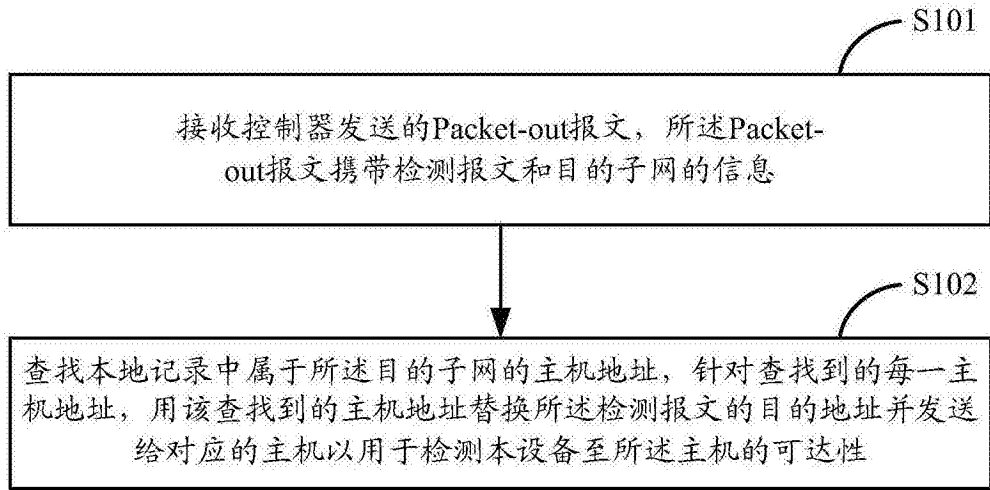 S101
接收控制器发送的Packet-out报文，所述Packet-
out报文携带检测报文和目的子网的信息
S102
查找本地记录中属于所述目的子网的主机地址，针对查找到的每一主
机地址，用该查找到的主机地址替换所述检测报文的目的地址并发送
给对应的主机以用于检测本设备至所述主机的可达性